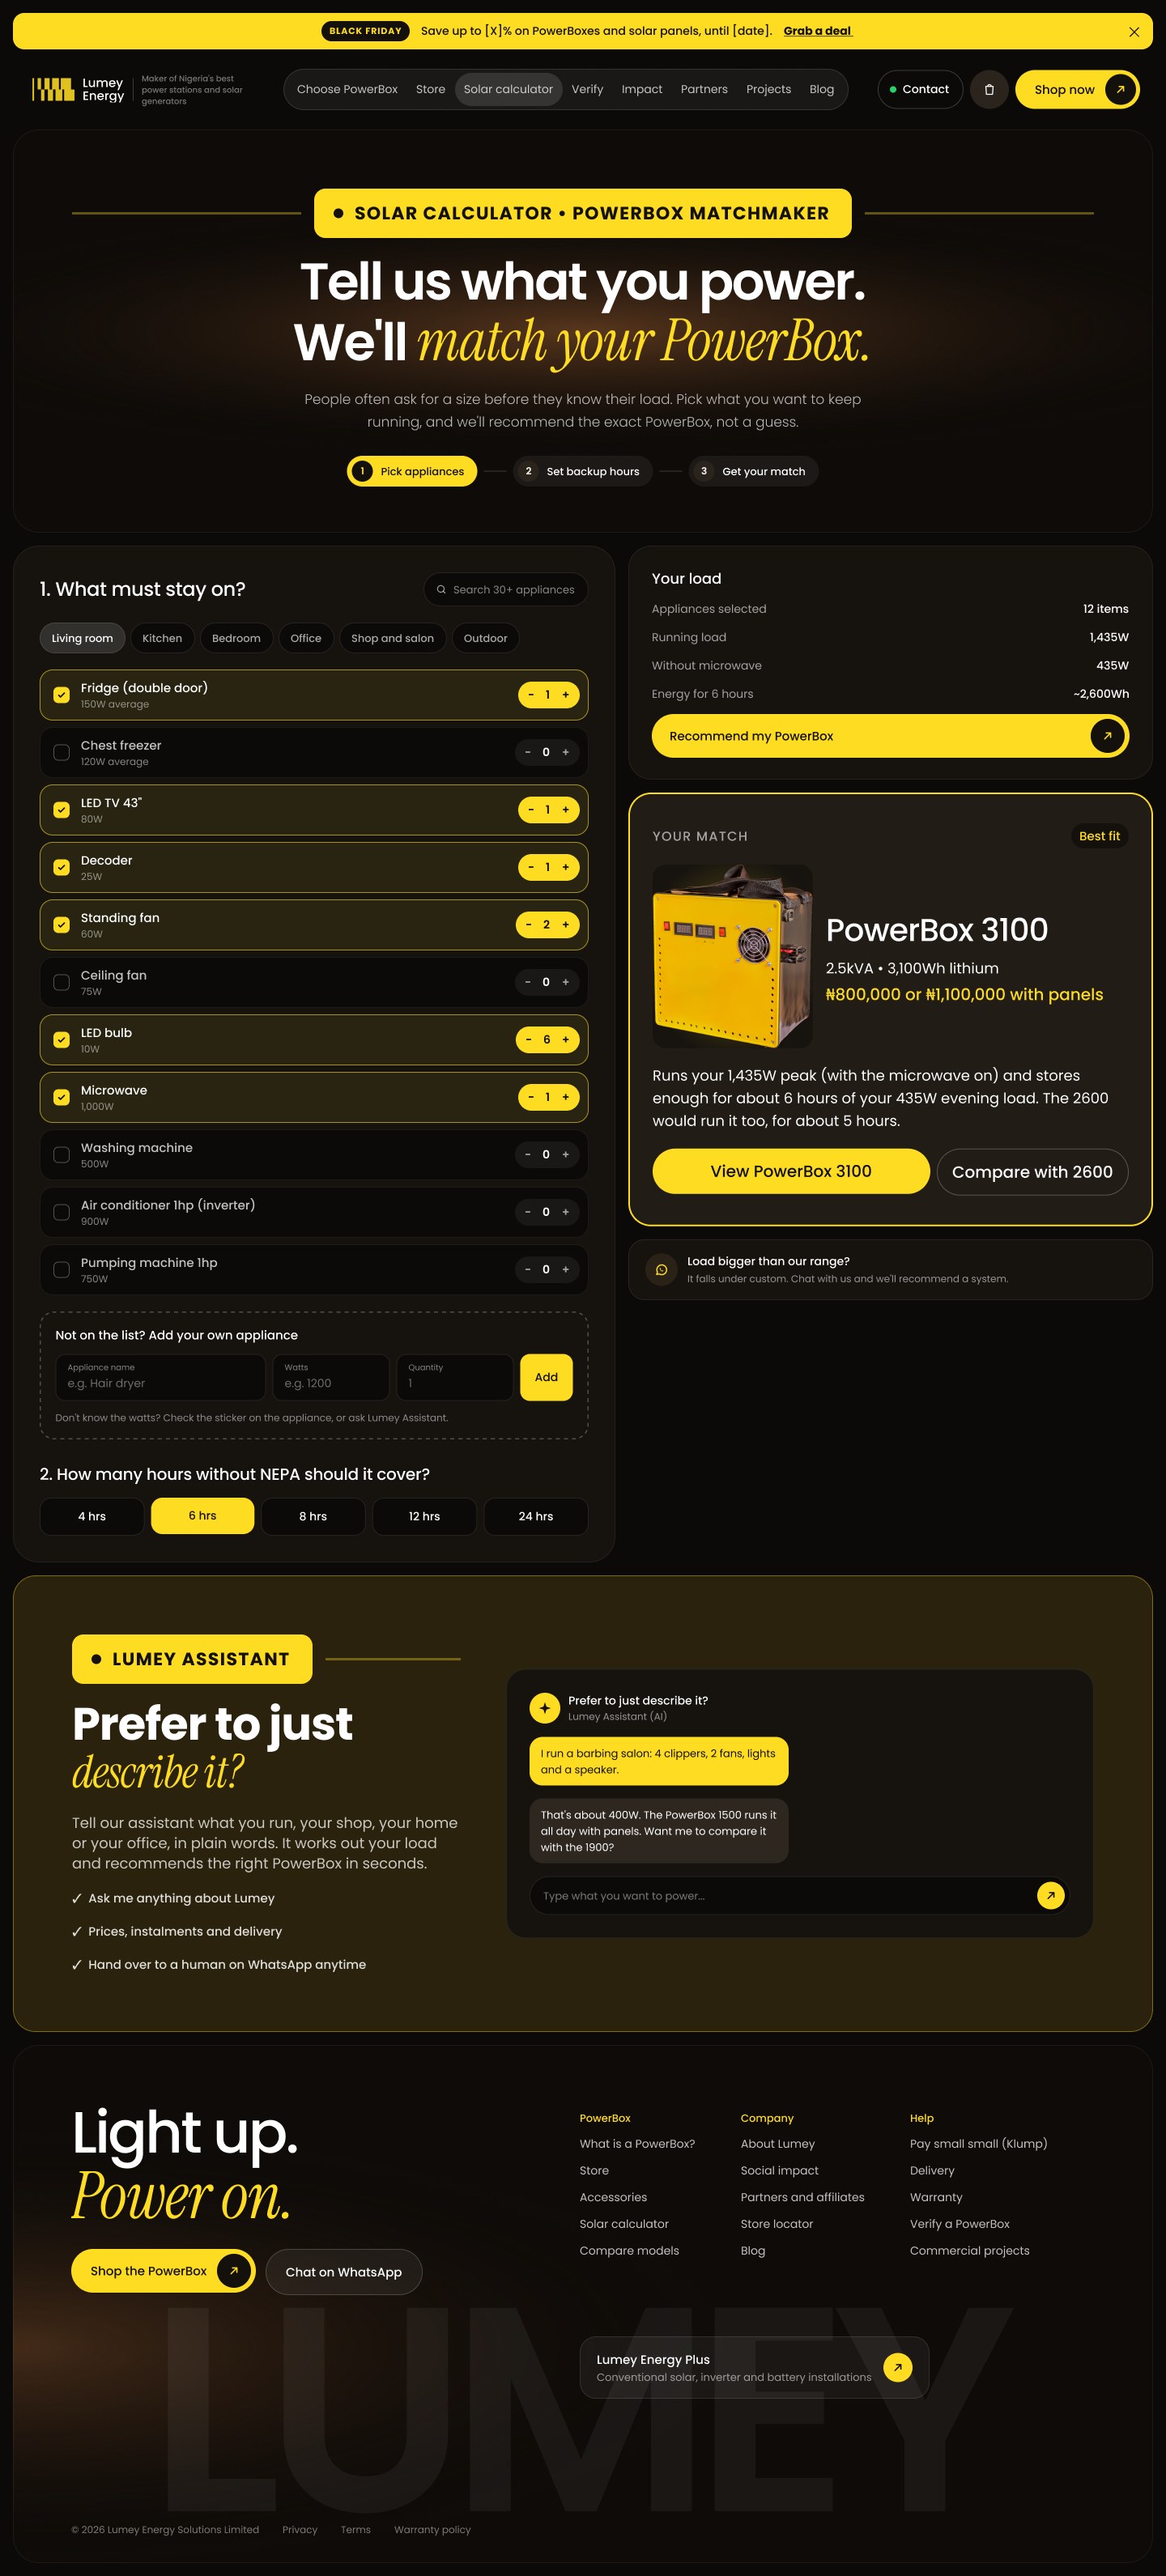 BLACK FRIDAY Save up to [X]% on PowerBoxes and solar panels, until [date]. Grab a deal
Lumey
Energy
Maker of Nigeria's best
power stations and solar
generators
Choose PowerBox Store Solar calculator Verify Impact Partners Projects Blog
Contact
Shop now
SOLAR CALCULATOR • POWERBOX MATCHMAKER
Tell us what you power.
We'll match your PowerBox.
People often ask for a size before they know their load. Pick what you want to keep
running, and we'll recommend the exact PowerBox, not a guess.
1 Pick appliances
2 Set backup hours
3 Get your match
1. What must stay on?
Search 30+ appliances
Living room Kitchen Bedroom Office Shop and salon Outdoor
Fridge (double door)
150W average
- 1 +
Chest freezer
120W average
- 0 +
LED TV 43"
80W
- 1 +
Decoder
25W
- 1 +
Standing fan
60W
- 2 +
Ceiling fan
75W
- 0 +
LED bulb
10W
- 6 +
Microwave
1,000W
- 1 +
Washing machine
500W
- 0 +
Air conditioner 1hp (inverter)
900W
- 0 +
Pumping machine 1hp
750W
- 0 +
Not on the list? Add your own appliance
Appliance name
e.g. Hair dryer
Watts
e.g. 1200
Quantity
1
Add
Don't know the watts? Check the sticker on the appliance, or ask Lumey Assistant.
2. How many hours without NEPA should it cover?
4 hrs 6 hrs 8 hrs 12 hrs 24 hrs
Your load
Appliances selected 12 items
Running load 1,435W
Without microwave 435W
Energy for 6 hours ~2,600Wh
Recommend my PowerBox
YOUR MATCH
Best fit
PowerBox 3100
2.5kVA • 3,100Wh lithium
₦800,000 or ₦1,100,000 with panels
Runs your 1,435W peak (with the microwave on) and stores
enough for about 6 hours of your 435W evening load. The 2600
would run it too, for about 5 hours.
View PowerBox 3100
Compare with 2600
Load bigger than our range?
It falls under custom. Chat with us and we'll recommend a system.
LUMEY ASSISTANT
Prefer to just
describe it?
Tell our assistant what you run, your shop, your home
or your office, in plain words. It works out your load
and recommends the right PowerBox in seconds.
✓ Ask me anything about Lumey
✓ Prices, instalments and delivery
✓ Hand over to a human on WhatsApp anytime
Prefer to just describe it?
Lumey Assistant (AI)
I run a barbing salon: 4 clippers, 2 fans, lights
and a speaker.
That's about 400W. The PowerBox 1500 runs it
all day with panels. Want me to compare it
with the 1900?
Type what you want to power...
Light up.
Power on.
Shop the PowerBox
Chat on WhatsApp
PowerBox
What is a PowerBox?
Store
Accessories
Solar calculator
Compare models
Company
About Lumey
Social impact
Partners and affiliates
Store locator
Blog
Help
Pay small small (Klump)
Delivery
Warranty
Verify a PowerBox
Commercial projects
LUMEY
Lumey Energy Plus
Conventional solar, inverter and battery installations
© 2026 Lumey Energy Solutions Limited Privacy Terms Warranty policy